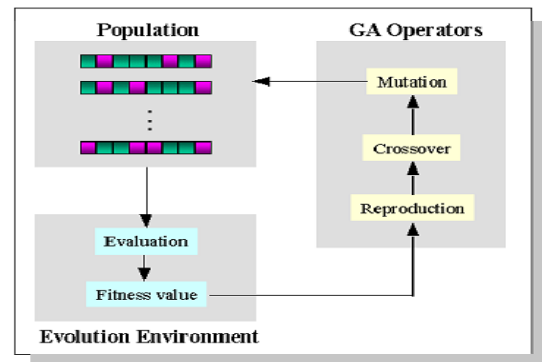 Population
GA Operators
Mutation
Crossover
Reproduction
Evaluation
Fitness value
Evolution Environment